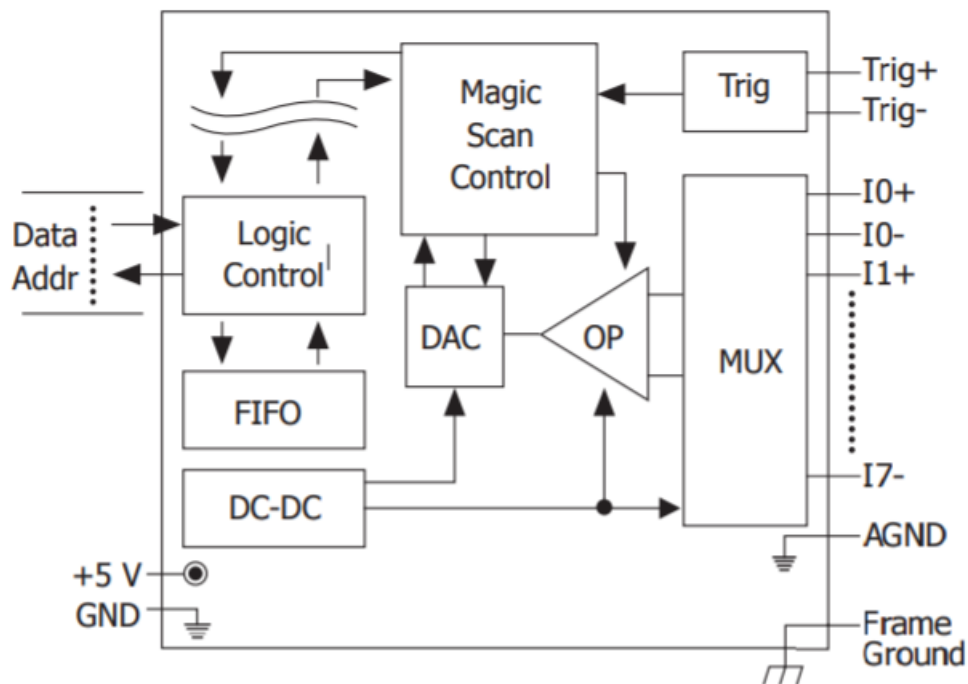 Magic
Scan
Control
Trig
Trig+
Trig-
Data
Addr
Logic
Control
I0+
I0-
I1+
DAC
OP
MUX
FIFO
I7-
DC-DC
AGND
+5 V
GND
Frame
Ground